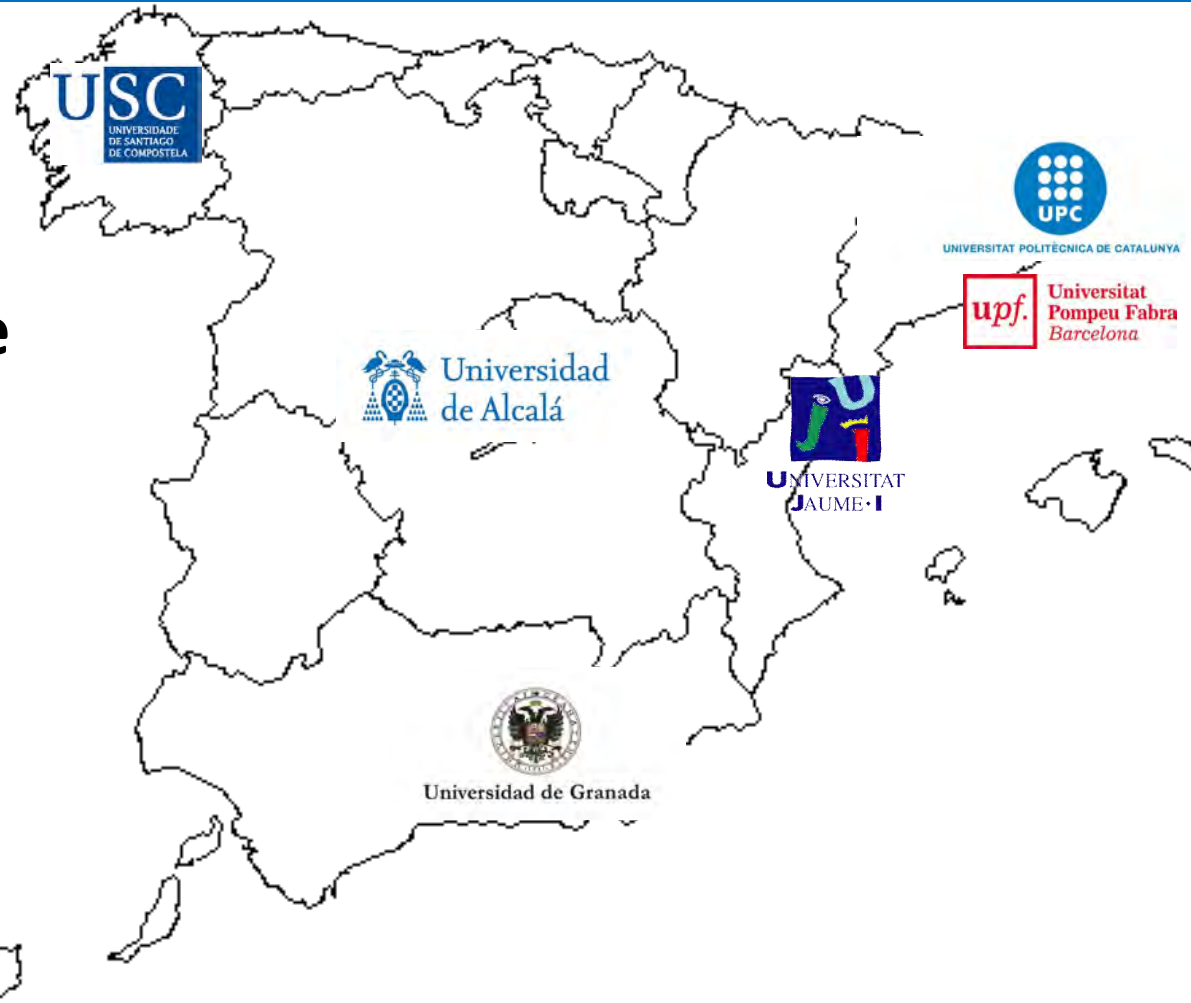 USC
UNIVERSIDADE
DE SANTIAGO
DE COMPOSTELA
UPC
UNIVERSITAT POLITÈCNICA DE CATALUNYA
upf.
Universitat
Pompeu Fabra
Barcelona
e
Universidad
de Alcalá
UJI
UNIVERSITAT
JAUME·I
Universidad de Granada